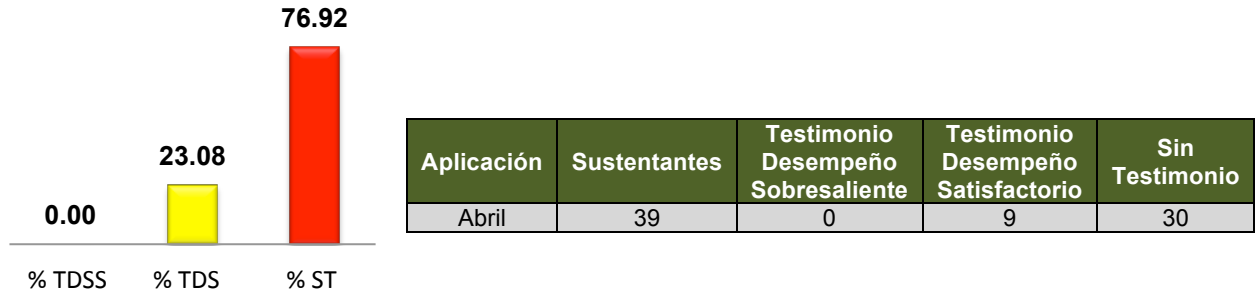 76.92
23.08
0.00
% TDSS % TDS % ST
Aplicación Sustentantes Testimonio Desempeño Sobresaliente Testimonio Desempeño Satisfactorio Sin Testimonio
Abril 39 0 9 30